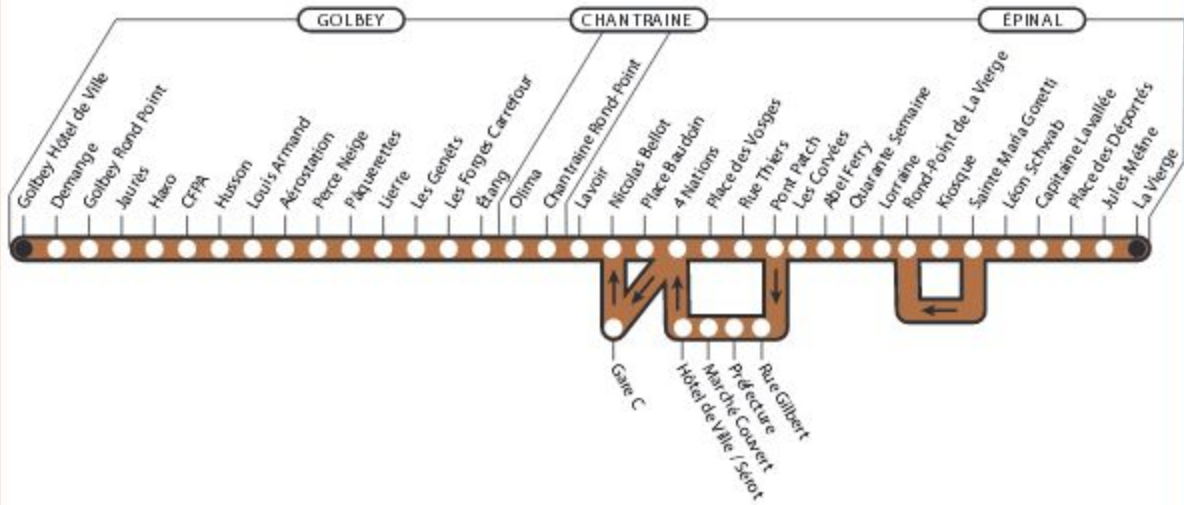 GOLBEY
CHANTRAINE
ÉPINAL
Golbey Hôtel de Ville
Demange
Golbey Rond Point
Jaurès
Haxo
CFPA
Husson
Louis Armand
Aérostation
Perce Neige
Pâquerettes
Lierre
Les Genêts
Les Forges Carrefour
Étang
Olima
Chantraine Rond-Point
Lavoir
Nicolas Bellot
Place Baudoin
4 Nations
Place des Vosges
Rue Thiers
Pont Patch
Les Corvées
Abel Ferry
Quarante Semaine
Lorraine
Rond-Point de La Vierge
Kiosque
Sainte Maria Goretti
Léon Schwab
Capitaine Lavallée
Place des Déportés
Jules Méline
La Vierge
Gare C
Hôtel de Ville / Sérot
Marché Couvert
Préfecture
Rue Gilbert